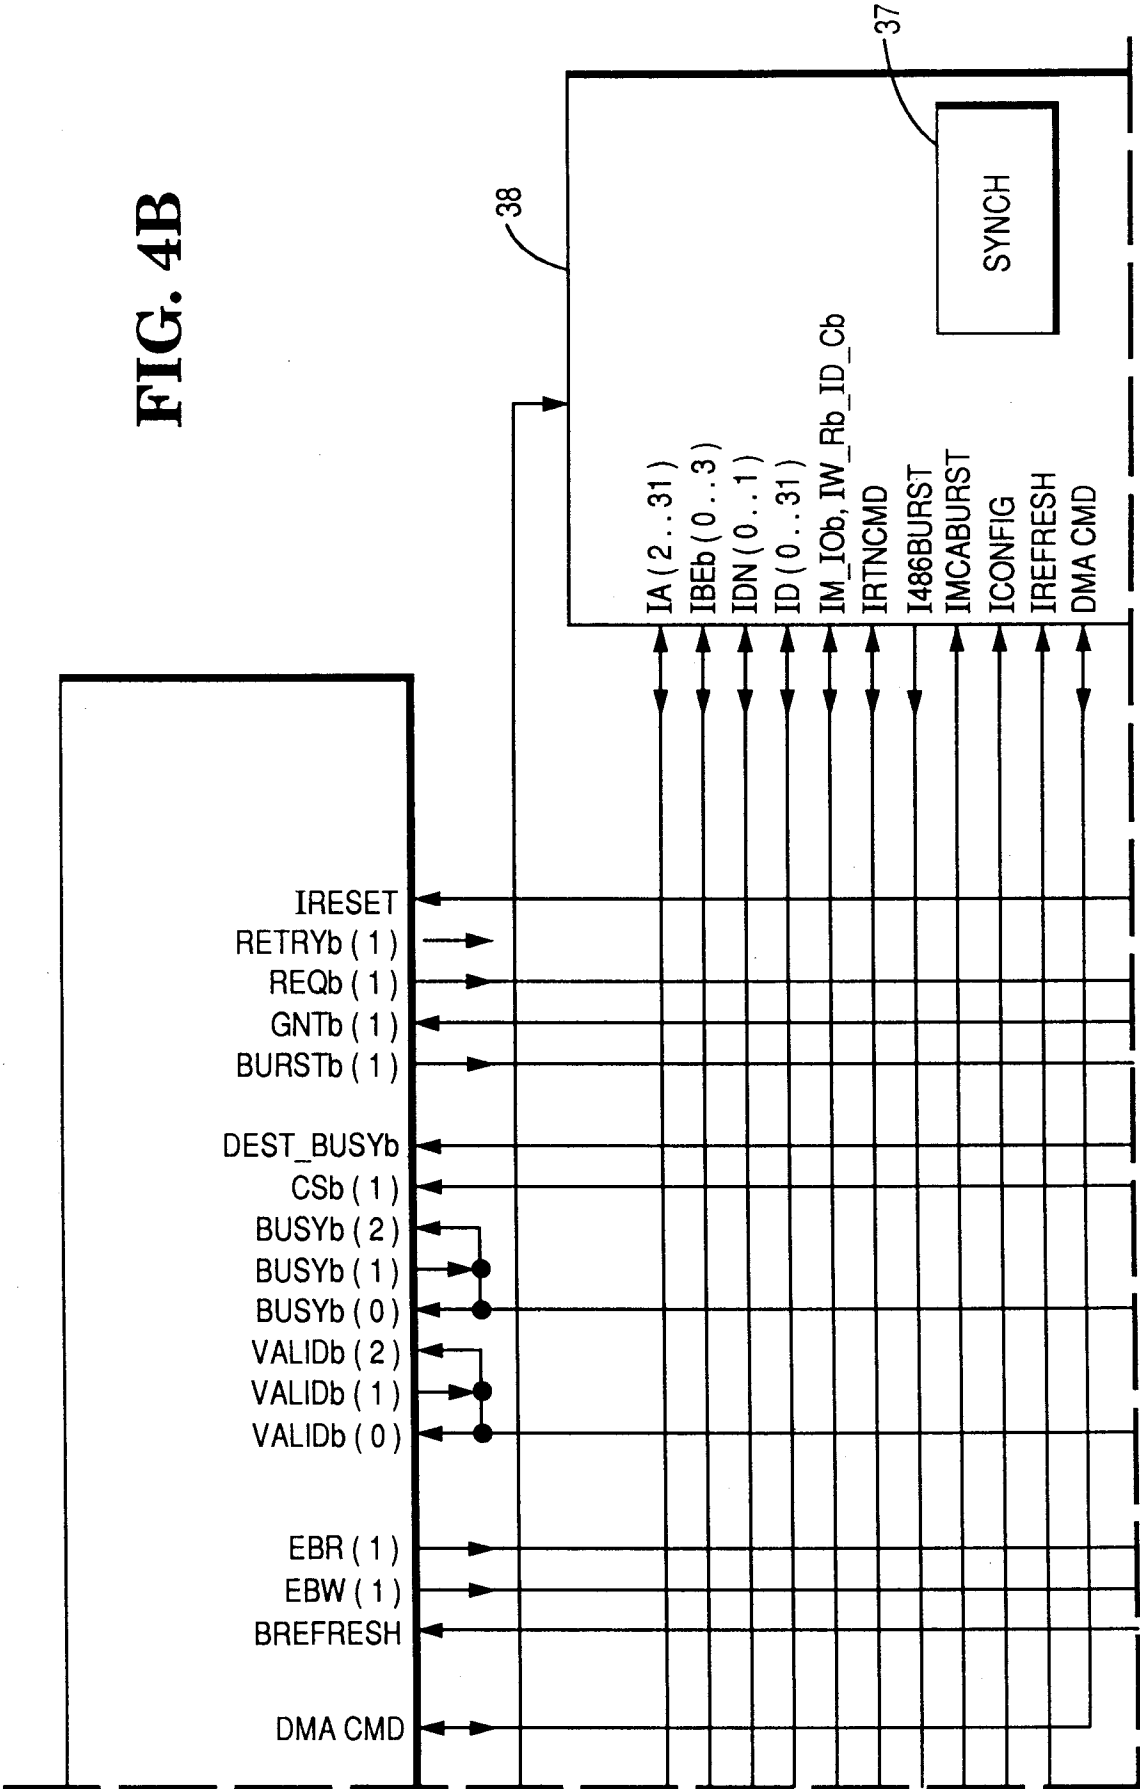 FIG. 4B
37
38
SYNCH
IA(2..31)
IBEb(0...3)
IDN(0...1)
ID(0...31)
IM_IOb, IW_Rb_ID_Cb
IRTNCMD
I486BURST
IMCABURST
ICONFIG
IREFRESH
DMA CMD
IRESET
RETRYb(1)
REQb(1)
GNTb(1)
BURSTb(1)
DEST_BUSYb
CSb(1)
BUSYb(2)
BUSYb(1)
BUSYb(0)
VALIDb(2)
VALIDb(1)
VALIDb(0)
EBR(1)
EBW(1)
BREFRESH
DMA CMD